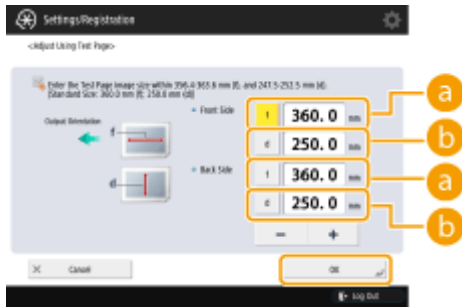 Settings/Registration
<Adjust Using Test Page>
Enter the Test Page image size within 356.4-363.6 mm (f), and 247.5-252.5 mm (d).
(Standard Size: 360.0 mm (f); 250.0 mm (d))
Output Orientation
f
d
Front Side
f 360.0 mm
d 250.0 mm
Back Side
f 360.0 mm
d 250.0 mm
- +
Cancel
OK
Log Out
a
b
a
b